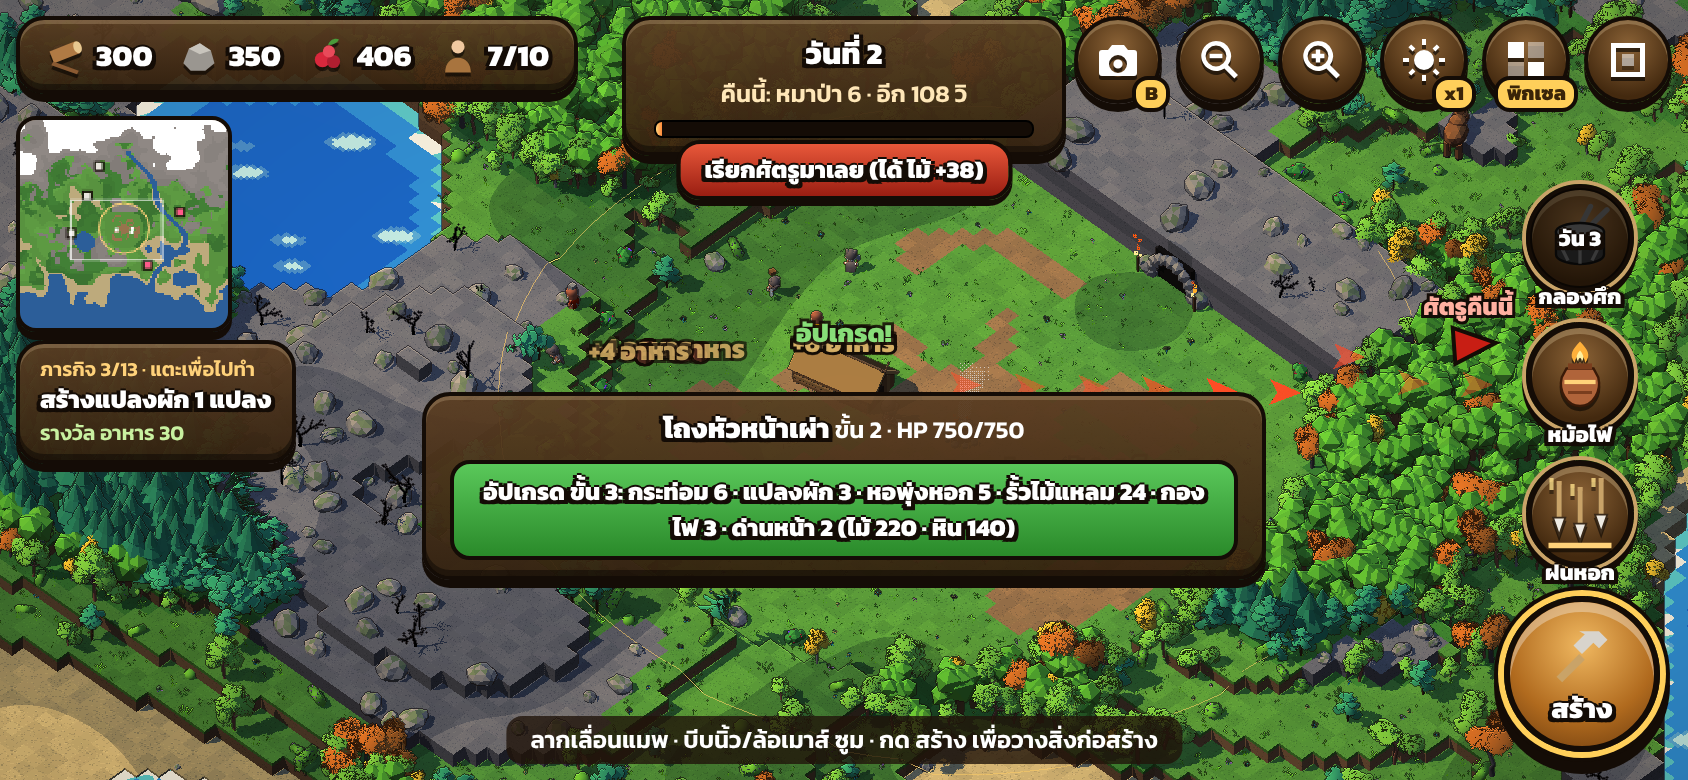 300 350 406 7/10
วันที่ 2
คืนนี้: หมาป่า 6 · อีก 108 วิ
เรียกศัตรูมาเลย (ได้ ไม้ +38)
B
x1
พิกเซล
วัน 3
กลองศึก
ศัตรูคืนนี้
หม้อไฟ
ฝนหอก
สร้าง
ภารกิจ 3/13 · แตะเพื่อไปทำ
สร้างแปลงผัก 1 แปลง
รางวัล อาหาร 30
+4 อาหาร
อัปเกรด!
โถงหัวหน้าเผ่า ขั้น 2 · HP 750/750
อัปเกรด ขั้น 3: กระท่อม 6 · แปลงผัก 3 · หอพุ่งหอก 5 · รั้วไม้แหลม 24 · กอง
ไฟ 3 · ด่านหน้า 2 (ไม้ 220 · หิน 140)
ลากเลื่อนแมพ · บีบนิ้ว/ล้อเมาส์ ซูม · กด สร้าง เพื่อวางสิ่งก่อสร้าง